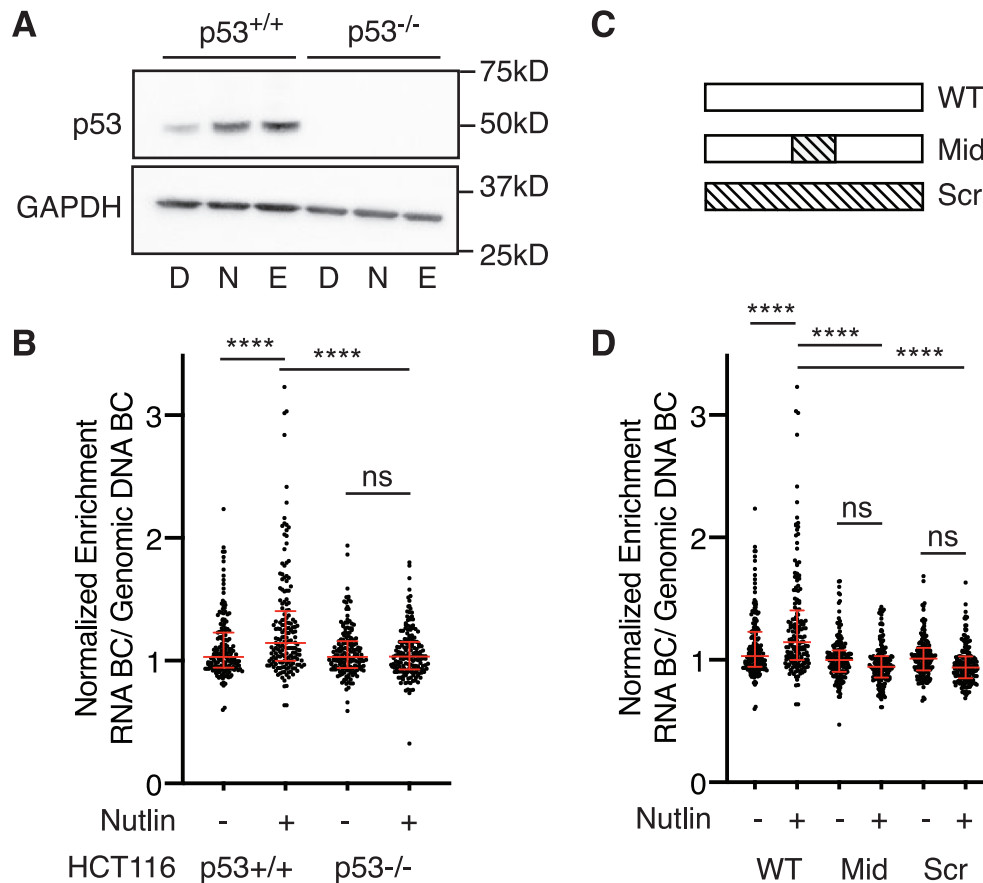 A
p53+/+ p53-/-
75kD
p53
50kD
37kD
GAPDH
25kD
D N E D N E
C
WT
Mid
Scr
B
**** ****
ns
Normalized Enrichment
RNA BC/ Genomic DNA BC
3
2
1
0
Nutlin - + - +
HCT116 p53+/+ p53-/-
D
****
****
****
ns
ns
Normalized Enrichment
RNA BC/ Genomic DNA BC
3
2
1
0
Nutlin - + - + - +
WT Mid Scr